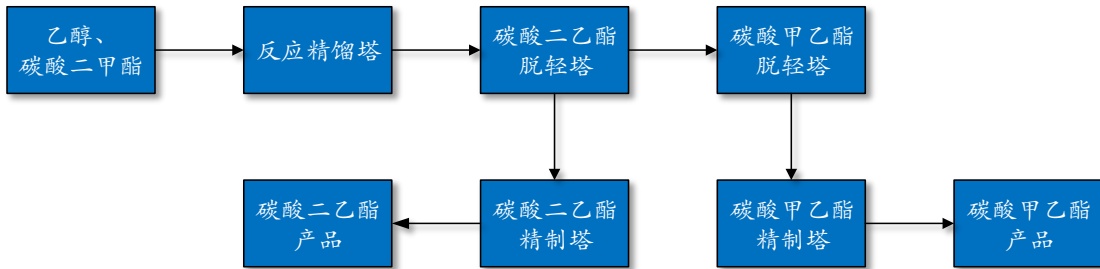 乙醇、
碳酸二甲酯
反应精馏塔
碳酸二乙酯
脱轻塔
碳酸甲乙酯
脱轻塔
碳酸二乙酯
产品
碳酸二乙酯
精制塔
碳酸甲乙酯
精制塔
碳酸甲乙酯
产品